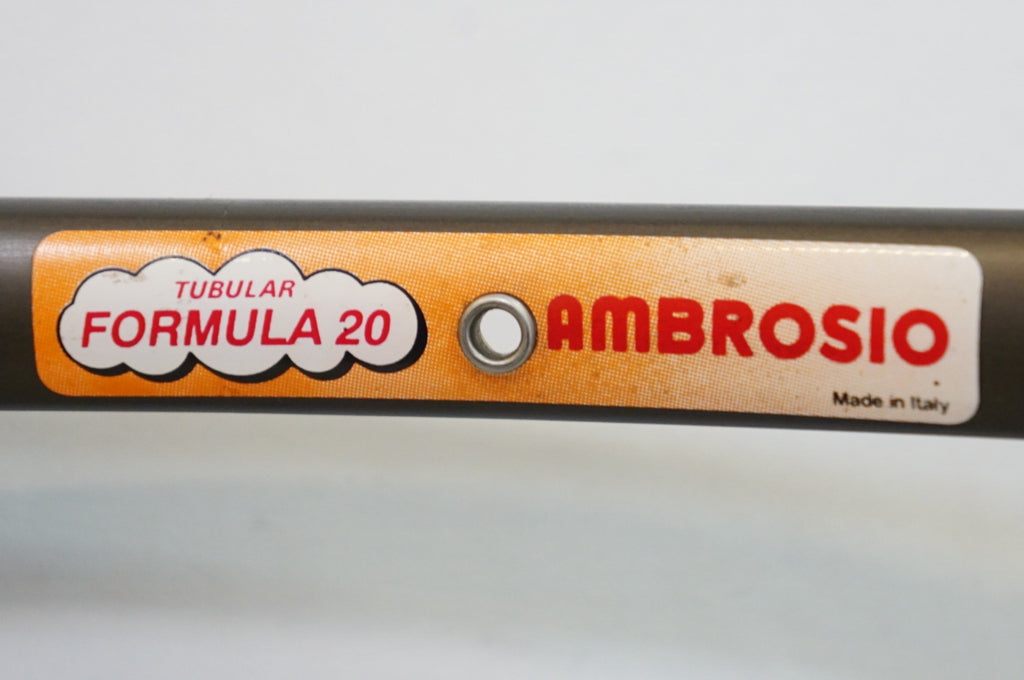 TUBULAR
FORMULA 20
AMBROSIO
Made in Italy